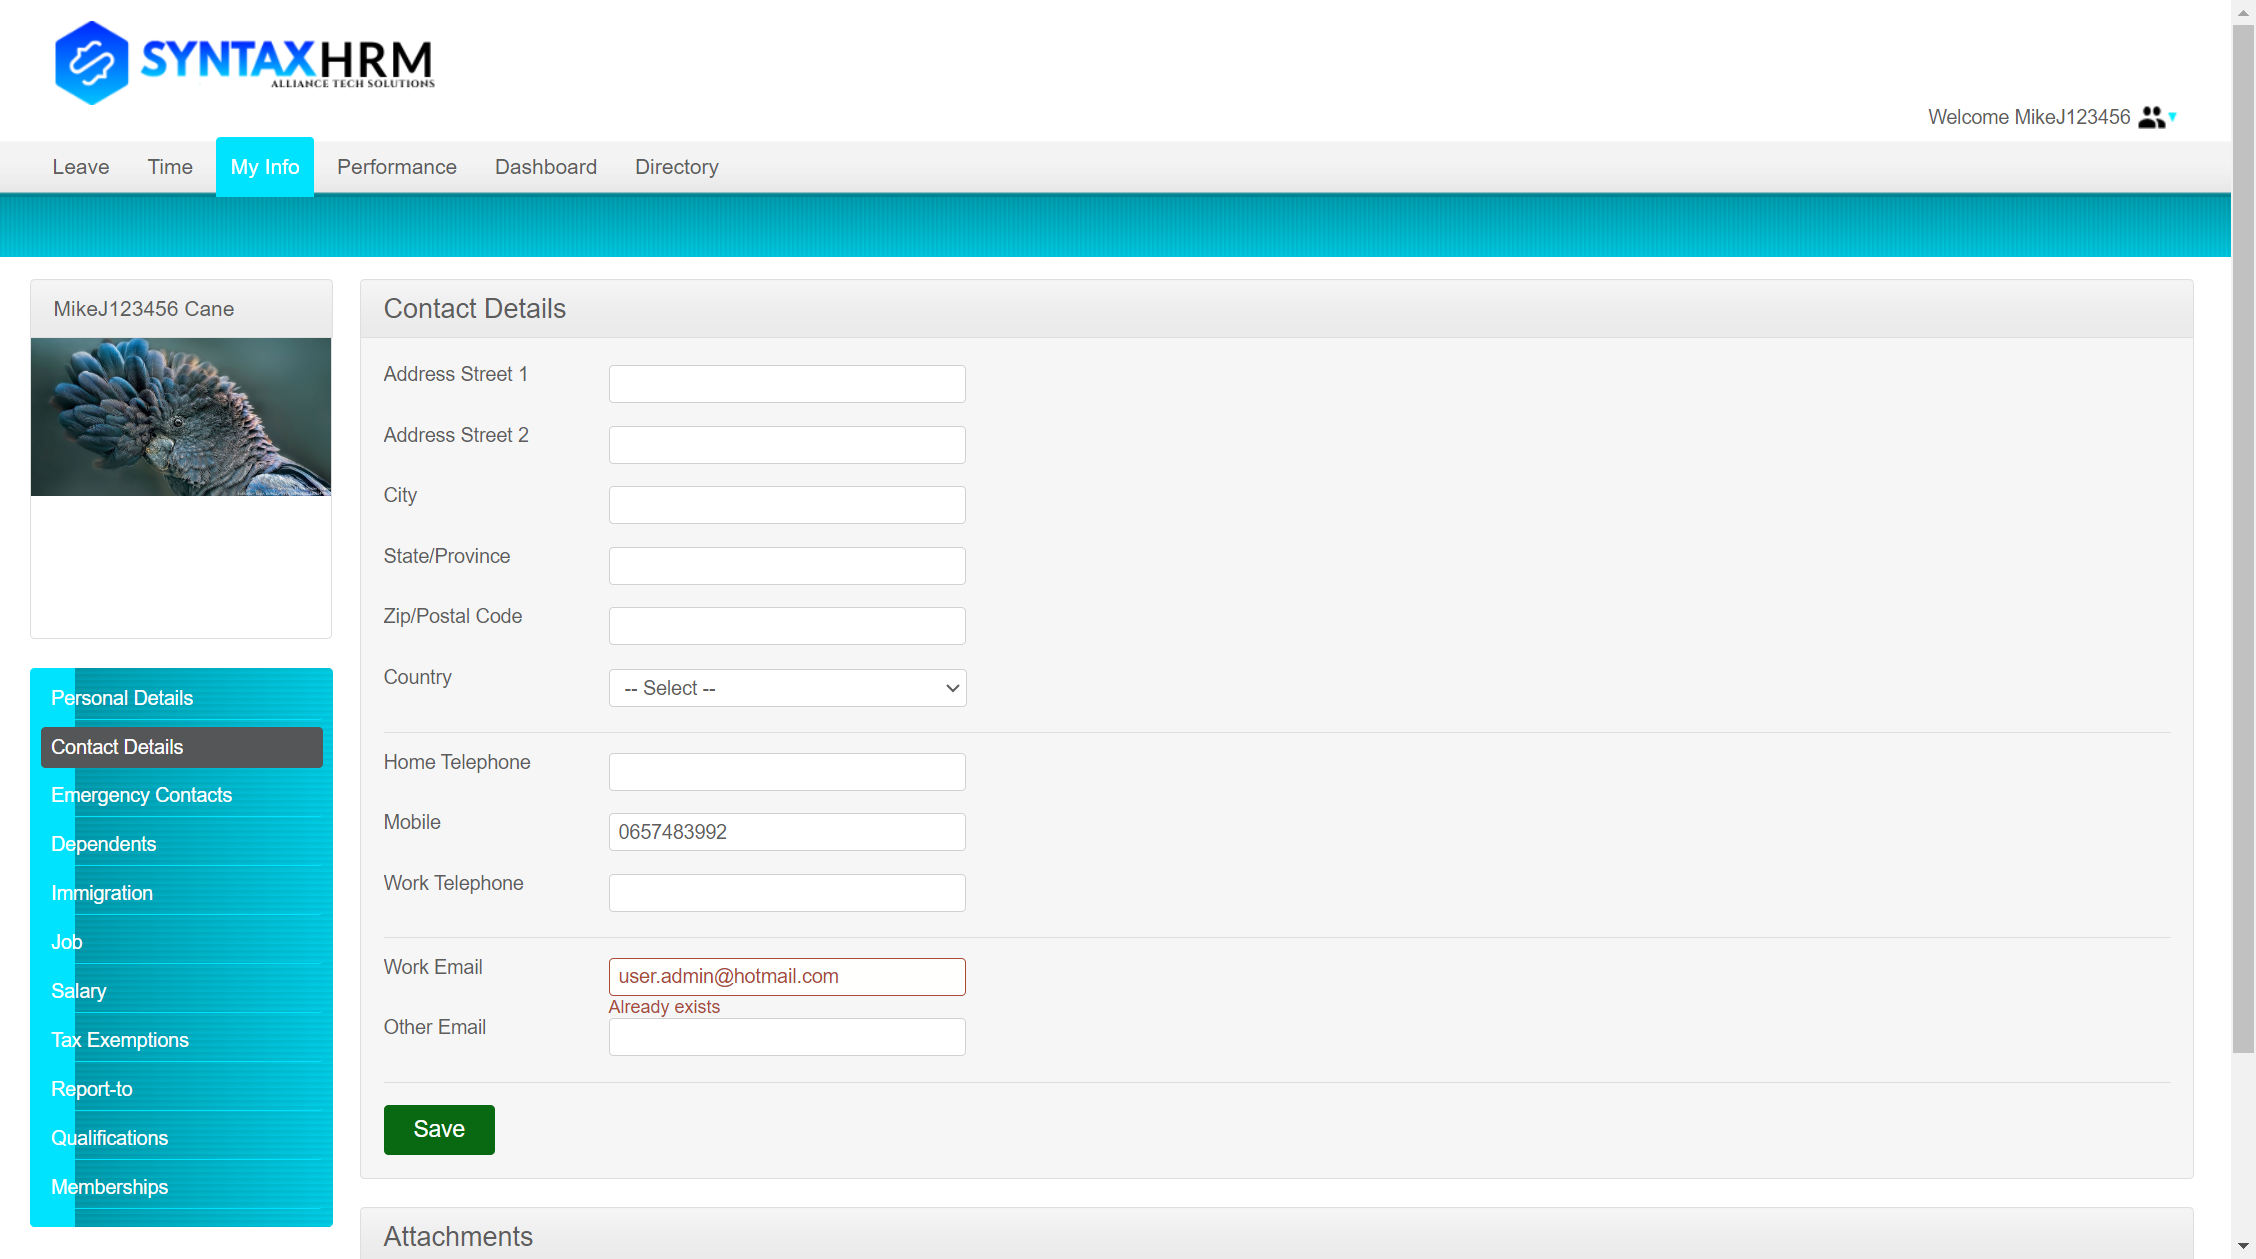 SYNTAXHRM
ALLIANCE TECH SOLUTIONS
Welcome MikeJ123456
Leave Time My Info Performance Dashboard Directory
MikeJ123456 Cane
Personal Details
Contact Details
Emergency Contacts
Dependents
Immigration
Job
Salary
Tax Exemptions
Report-to
Qualifications
Memberships
Contact Details
Address Street 1
Address Street 2
City
State/Province
Zip/Postal Code
Country -- Select --
Home Telephone
Mobile 0657483992
Work Telephone
Work Email user.admin@hotmail.com
Already exists
Other Email
Save
Attachments